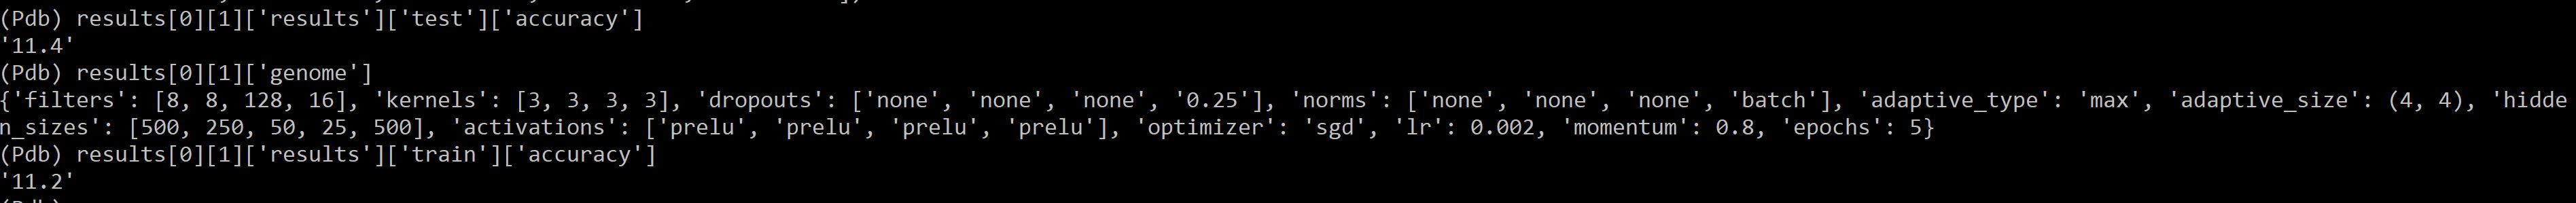 (Pdb) results[0][1]['results']['test']['accuracy']
'11.4'
(Pdb) results[0][1]['genome']
{'filters': [8, 8, 128, 16], 'kernels': [3, 3, 3, 3], 'dropouts': ['none', 'none', 'none', '0.25'], 'norms': ['none', 'none', 'none', 'batch'], 'adaptive_type': 'max', 'adaptive_size': (4, 4), 'hidde
n_sizes': [500, 250, 50, 25, 500], 'activations': ['prelu', 'prelu', 'prelu', 'prelu'], 'optimizer': 'sgd', 'lr': 0.002, 'momentum': 0.8, 'epochs': 5}
(Pdb) results[0][1]['results']['train']['accuracy']
'11.2'
(Pdb)